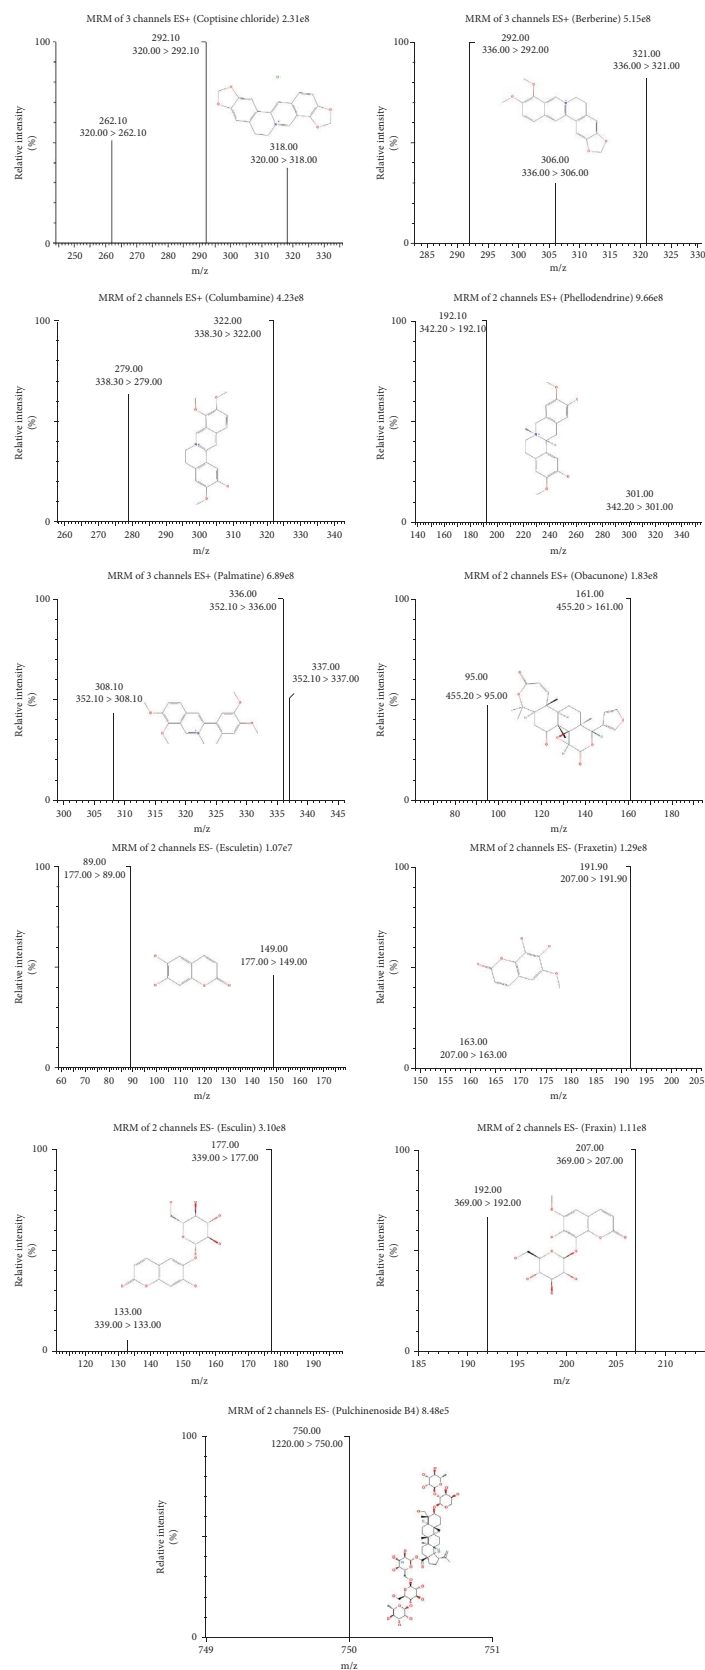 MRM of 3 channels ES+ (Coptisine chloride) 2.31e8
292.10
320.00 > 292.10
262.10
320.00 > 262.10
318.00
320.00 > 318.00
Relative intensity
(%)
100
0
250 260 270 280 290 300 310 320 330
m/z
MRM of 3 channels ES+ (Berberine) 5.15e8
292.00
336.00 > 292.00
321.00
336.00 > 321.00
306.00
336.00 > 306.00
Relative intensity
(%)
100
0
285 290 295 300 305 310 315 320 325 330
m/z
MRM of 2 channels ES+ (Columbamine) 4.23e8
322.00
338.30 > 322.00
279.00
338.30 > 279.00
Relative intensity
(%)
100
0
260 270 280 290 300 310 320 330 340
m/z
MRM of 2 channels ES+ (Phellodendrine) 9.66e8
192.10
342.20 > 192.10
301.00
342.20 > 301.00
Relative intensity
(%)
100
0
140 160 180 200 220 240 260 280 300 320 340
m/z
MRM of 3 channels ES+ (Palmatine) 6.89e8
336.00
352.10 > 336.00
337.00
352.10 > 337.00
308.10
352.10 > 308.10
Relative intensity
(%)
100
0
300 305 310 315 320 325 330 335 340 345
m/z
MRM of 2 channels ES+ (Obacunone) 1.83e8
161.00
455.20 > 161.00
95.00
455.20 > 95.00
Relative intensity
(%)
100
0
80 100 120 140 160 180
m/z
MRM of 2 channels ES- (Esculetin) 1.07e7
89.00
177.00 > 89.00
149.00
177.00 > 149.00
Relative intensity
(%)
100
0
60 70 80 90 100 110 120 130 140 150 160 170
m/z
MRM of 2 channels ES- (Fraxetin) 1.29e8
191.90
207.00 > 191.90
163.00
207.00 > 163.00
Relative intensity
(%)
100
0
150 155 160 165 170 175 180 185 190 195 200 205
m/z
MRM of 2 channels ES- (Esculin) 3.10e8
177.00
339.00 > 177.00
133.00
339.00 > 133.00
Relative intensity
(%)
100
0
120 130 140 150 160 170 180 190
m/z
MRM of 2 channels ES- (Fraxin) 1.11e8
207.00
369.00 > 207.00
192.00
369.00 > 192.00
Relative intensity
(%)
100
0
185 190 195 200 205 210
m/z
MRM of 2 channels ES- (Pulchinenoside B4) 8.48e5
750.00
1220.00 > 750.00
Relative intensity
(%)
100
0
749 750 751
m/z